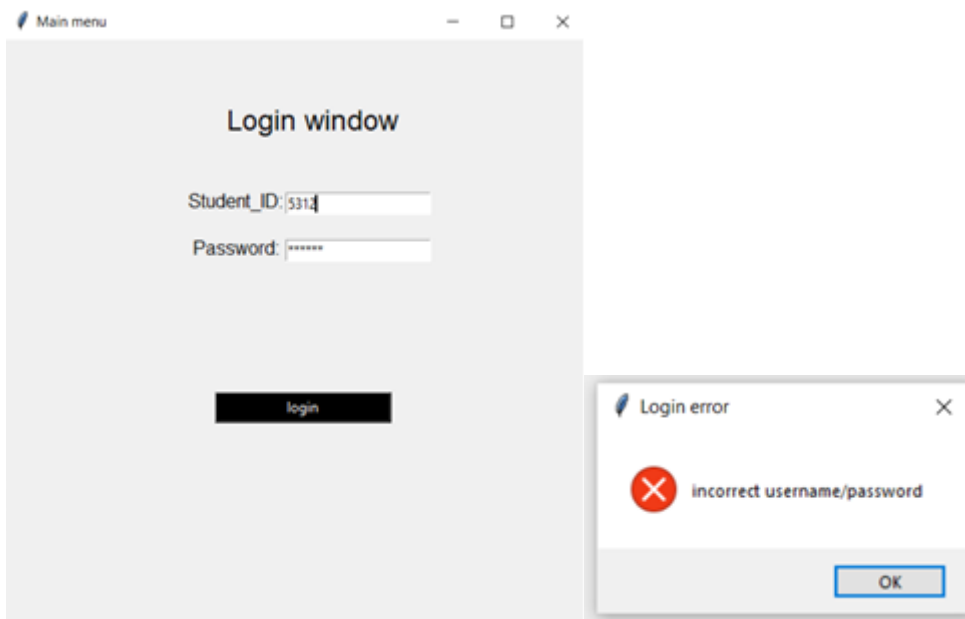 Main menu
Login window
Student_ID: 5312
Password: ******
login
Login error
incorrect username/password
OK